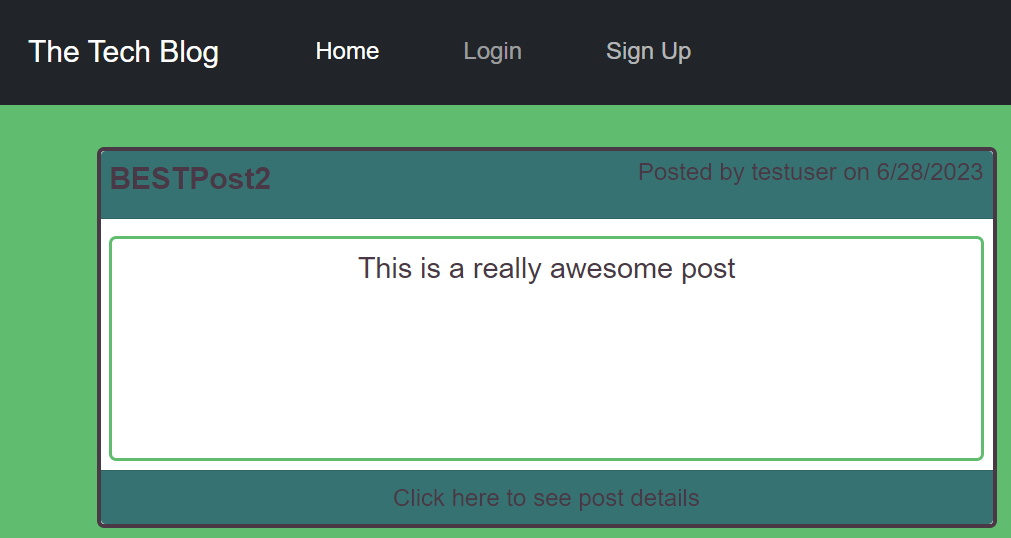 The Tech Blog Home Login Sign Up
BESTPost2 Posted by testuser on 6/28/2023
This is a really awesome post
Click here to see post details